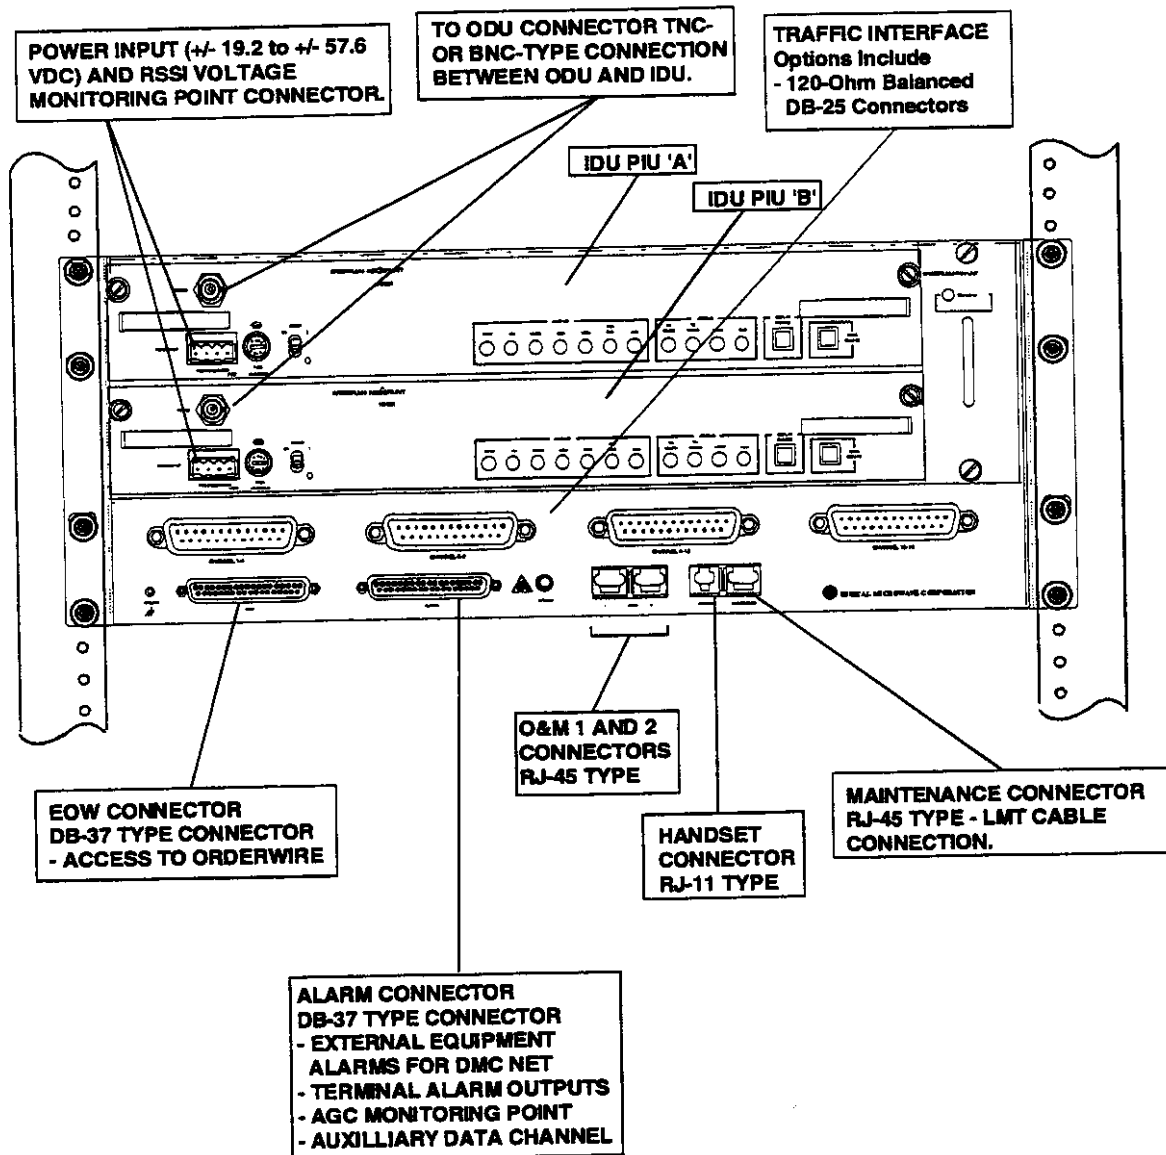 POWER INPUT (+/- 19.2 to +/- 57.6
VDC) AND RSSI VOLTAGE
MONITORING POINT CONNECTOR.
TO ODU CONNECTOR TNC-
OR BNC-TYPE CONNECTION
BETWEEN ODU AND IDU.
TRAFFIC INTERFACE
Options Include
- 120-Ohm Balanced
DB-25 Connectors
IDU PIU 'A'
IDU PIU 'B'
DIGITAL MICROWAVE CORPORATION
O&M 1 AND 2
CONNECTORS
RJ-45 TYPE
EOW CONNECTOR
DB-37 TYPE CONNECTOR
- ACCESS TO ORDERWIRE
HANDSET
CONNECTOR
RJ-11 TYPE
MAINTENANCE CONNECTOR
RJ-45 TYPE - LMT CABLE
CONNECTION.
ALARM CONNECTOR
DB-37 TYPE CONNECTOR
- EXTERNAL EQUIPMENT
ALARMS FOR DMC NET
- TERMINAL ALARM OUTPUTS
- AGC MONITORING POINT
- AUXILLIARY DATA CHANNEL